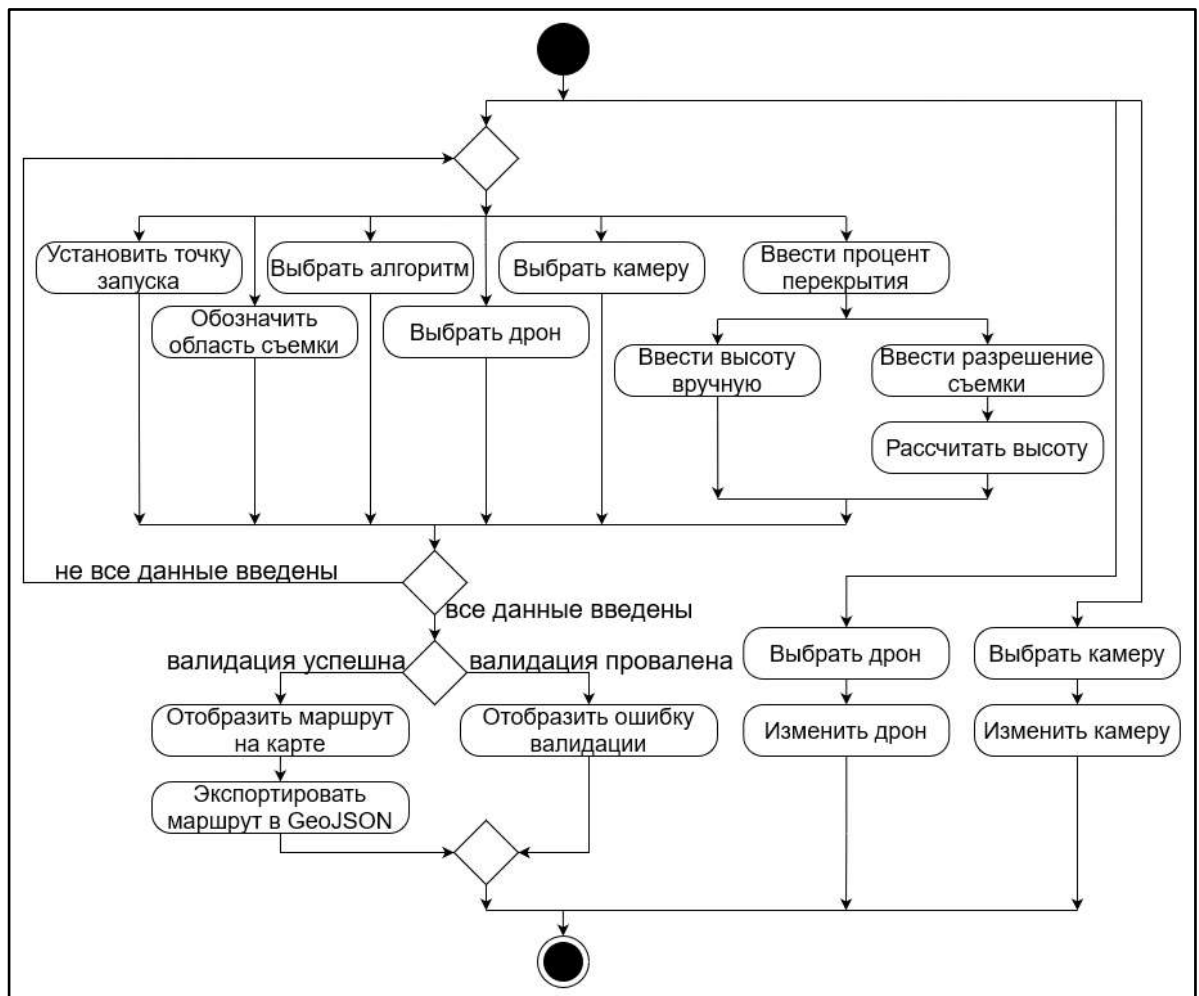 Установить точку
запуска
Выбрать алгоритм
Выбрать камеру
Ввести процент
перекрытия
Обозначить
область съемки
Выбрать дрон
Ввести высоту
вручную
Ввести разрешение
съемки
Рассчитать высоту
не все данные введены
все данные введены
валидация успешна
валидация провалена
Выбрать дрон
Выбрать камеру
Отобразить маршрут
на карте
Отобразить ошибку
валидации
Изменить дрон
Изменить камеру
Экспортировать
маршрут в GeoJSON